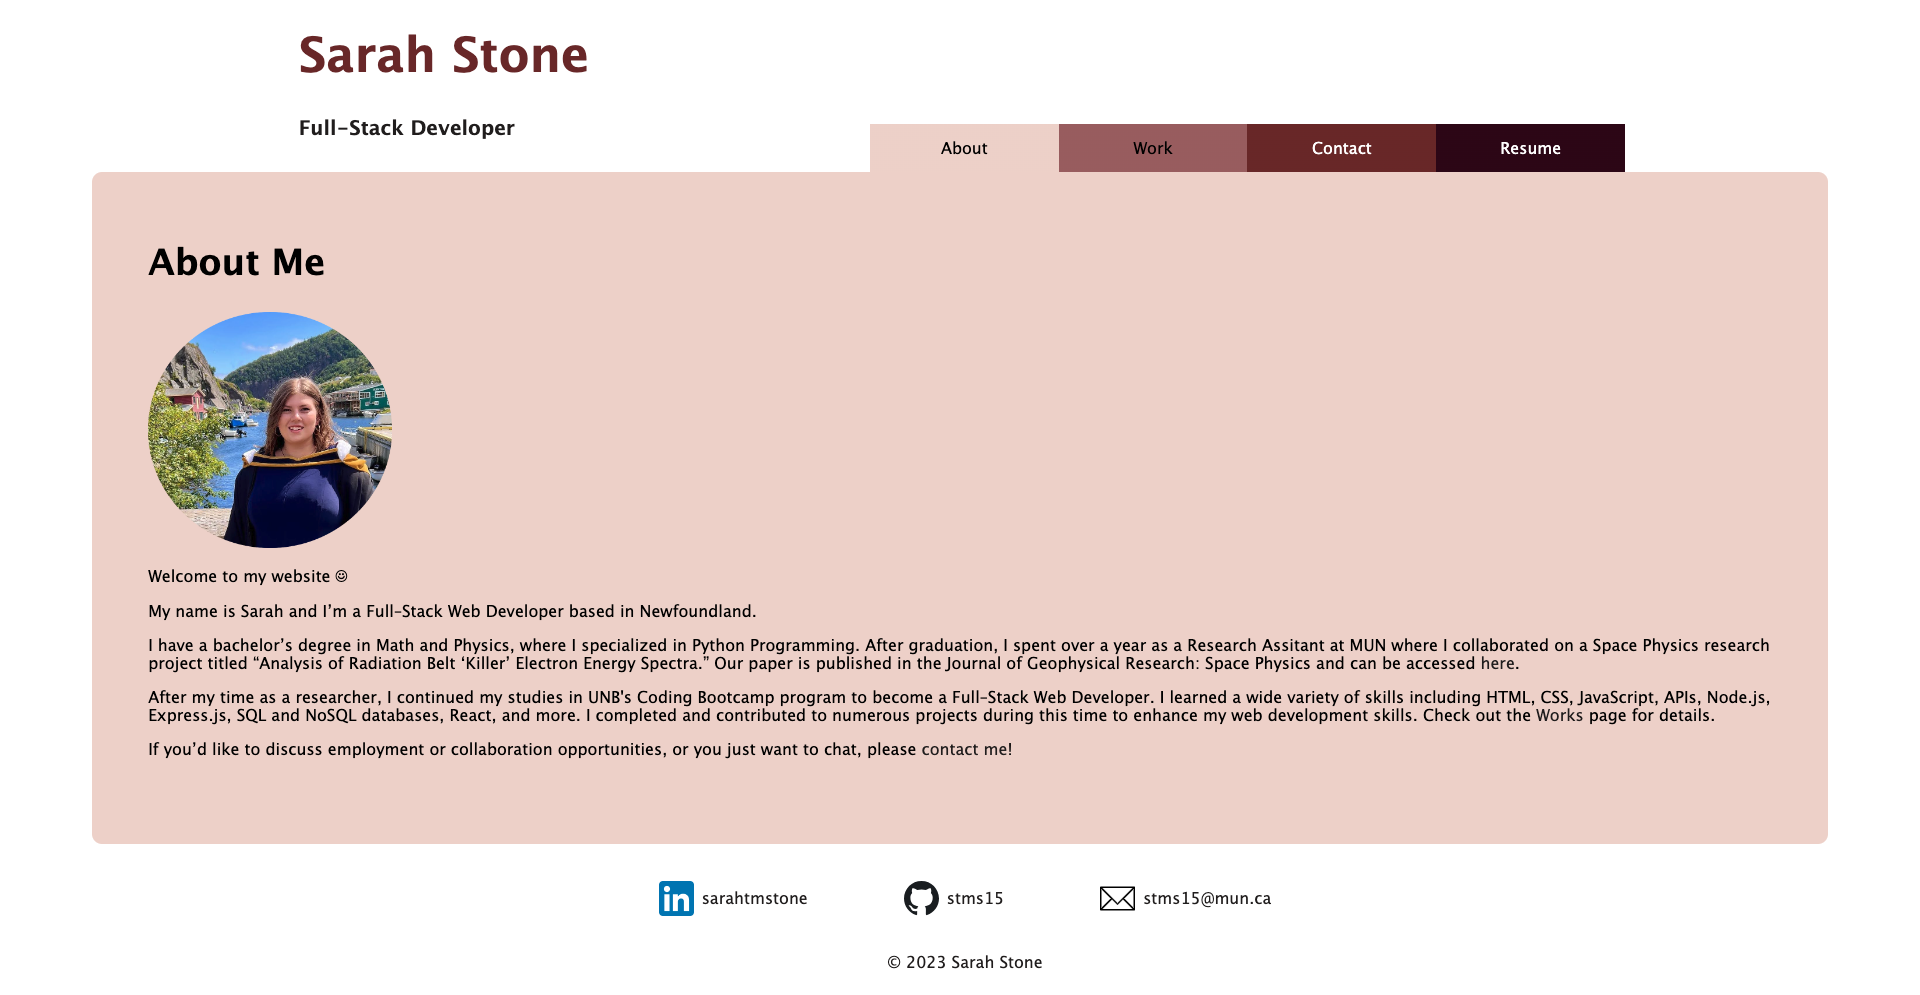 Sarah Stone
Full-Stack Developer
About
Work
Contact
Resume
About Me
Welcome to my website ☺
My name is Sarah and I’m a Full-Stack Web Developer based in Newfoundland.
I have a bachelor’s degree in Math and Physics, where I specialized in Python Programming. After graduation, I spent over a year as a Research Assitant at MUN where I collaborated on a Space Physics research
project titled “Analysis of Radiation Belt ‘Killer’ Electron Energy Spectra.” Our paper is published in the Journal of Geophysical Research: Space Physics and can be accessed here.
After my time as a researcher, I continued my studies in UNB's Coding Bootcamp program to become a Full-Stack Web Developer. I learned a wide variety of skills including HTML, CSS, JavaScript, APIs, Node.js,
Express.js, SQL and NoSQL databases, React, and more. I completed and contributed to numerous projects during this time to enhance my web development skills. Check out the Works page for details.
If you’d like to discuss employment or collaboration opportunities, or you just want to chat, please contact me!
in sarahtmstone
stms15
stms15@mun.ca
© 2023 Sarah Stone